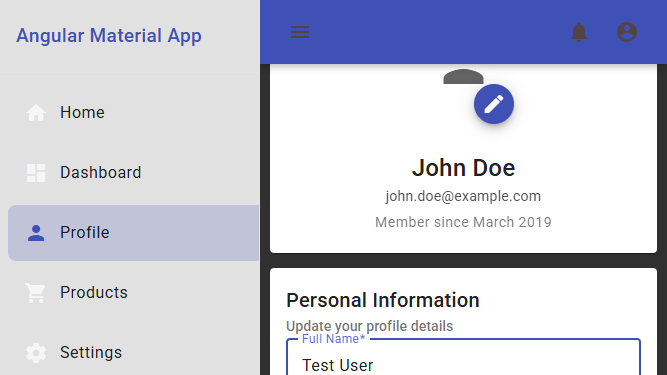 Angular Material App
Home
Dashboard
Profile
Products
Settings
John Doe
john.doe@example.com
Member since March 2019
Personal Information
Update your profile details
Full Name*
Test User